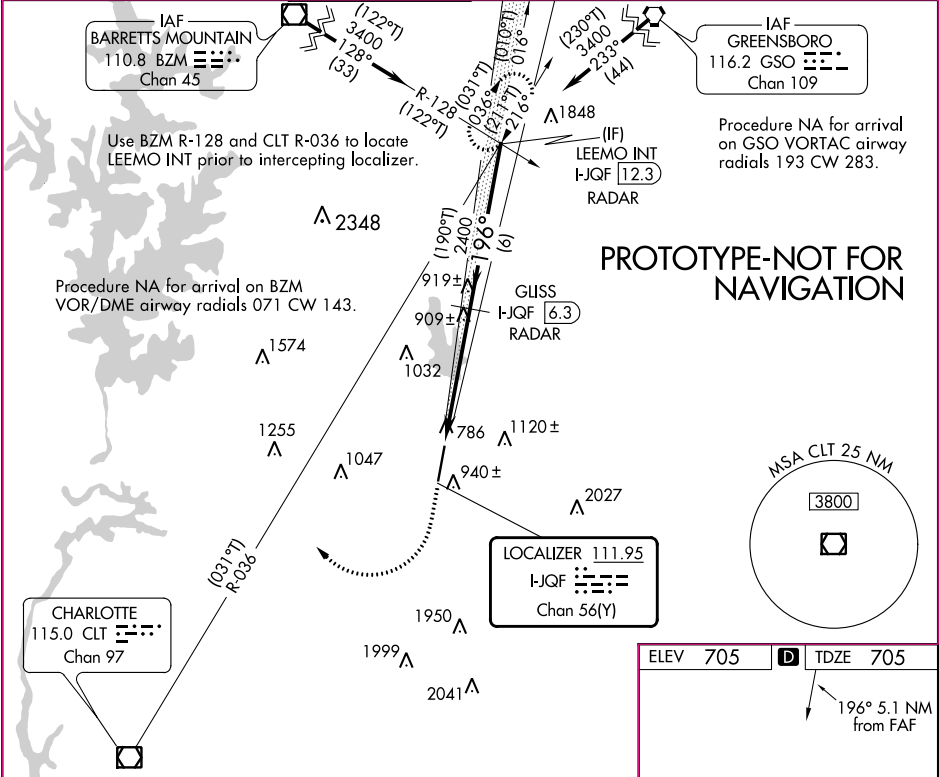 IAF
BARRETTS MOUNTAIN
110.8 BZM
Chan 45
(122°T)
3400
128°
(33)
R-128
(122°T)
(031°T)
036°
(010°T)
016°
(211°T)
216°
(230°T)
3400
233°
(44)
IAF
GREENSBORO
116.2 GSO
Chan 109
1848
Use BZM R-128 and CLT R-036 to locate
LEEMO INT prior to intercepting localizer.
(IF)
LEEMO INT
I-JQF 12.3
RADAR
Procedure NA for arrival
on GSO VORTAC airway
radials 193 CW 283.
2348
(190°T)
2400
196°
(6)
PROTOTYPE-NOT FOR
NAVIGATION
Procedure NA for arrival on BZM
VOR/DME airway radials 071 CW 143.
919±
909±
GLISS
I-JQF 6.3
RADAR
1574
1032
1255
1047
786
1120±
940±
2027
MSA CLT 25 NM
3800
(031°T)
R-036
LOCALIZER 111.95
I-JQF
Chan 56(Y)
CHARLOTTE
115.0 CLT
Chan 97
1950
1999
2041
ELEV 705 D TDZE 705
196° 5.1 NM
from FAF